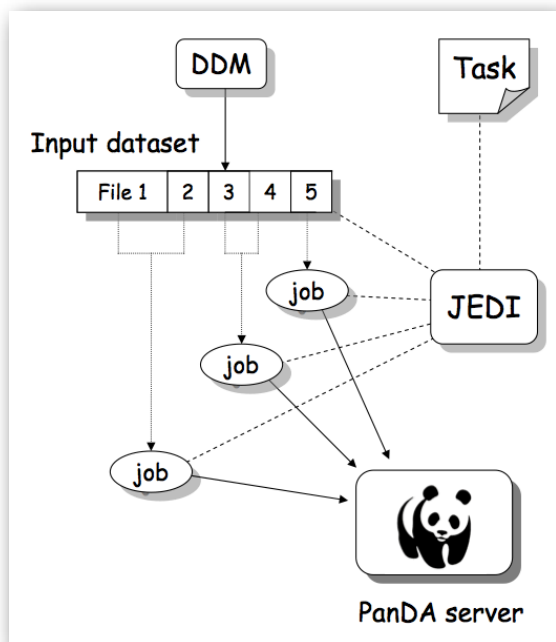 DDM
Task
Input dataset
File 1 2 3 4 5
job
JEDI
job
job
PanDA server